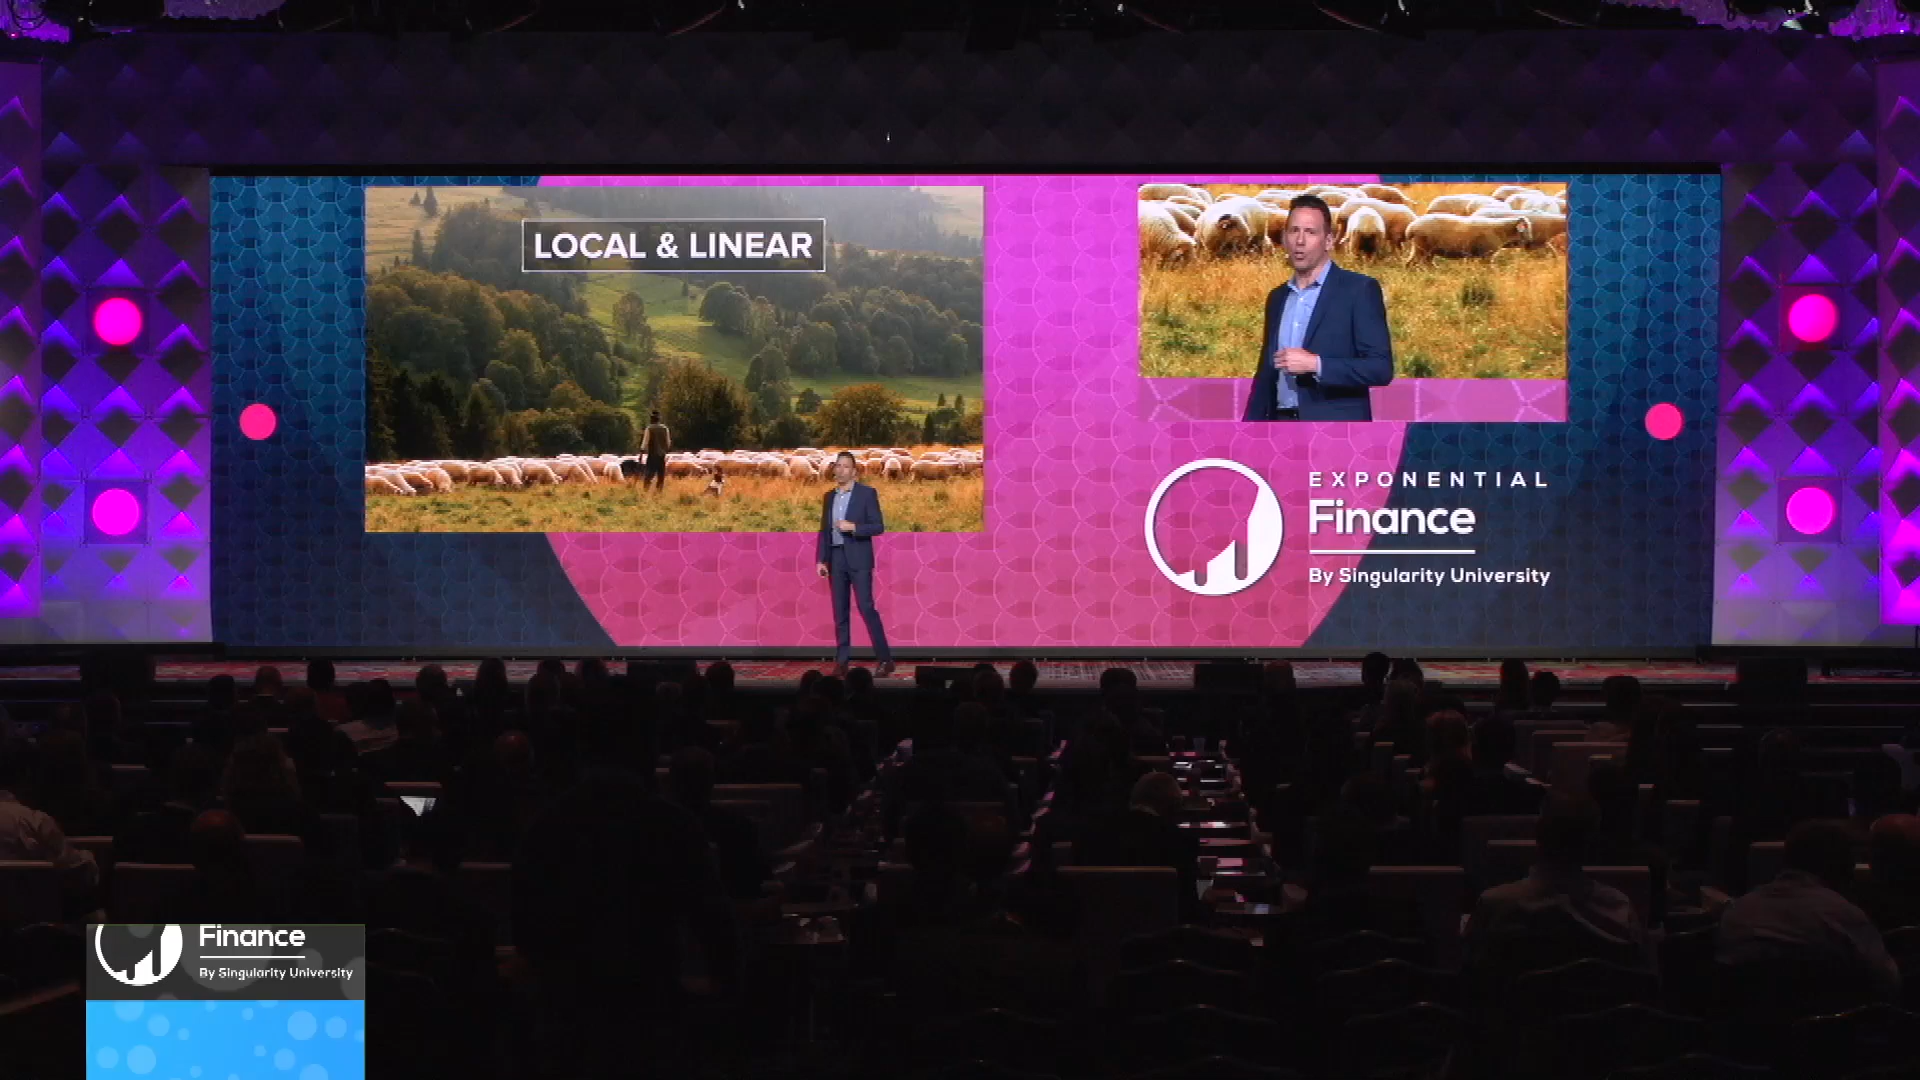 LOCAL & LINEAR
EXPONENTIAL
Finance
By Singularity University
Finance
By Singularity University